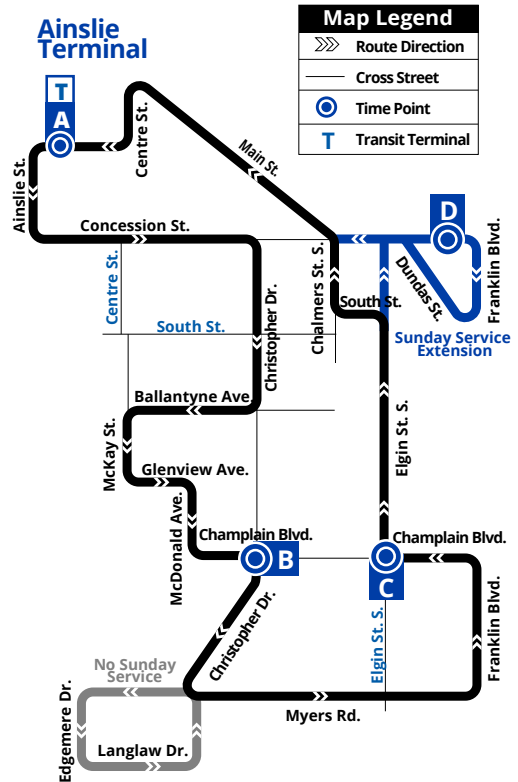 Ainslie
Terminal
T
A
Map Legend
Route Direction
Cross Street
Time Point
T
Transit Terminal
Centre St.
Main St.
Ainslie St.
Concession St.
D
Centre St.
South St.
Christopher Dr.
Chalmers St. S.
South St.
Dundas St.
Franklin Blvd.
Sunday Service
Extension
Ballantyne Ave.
McKay St.
Glenview Ave.
McDonald Ave.
Elgin St. S.
Champlain Blvd.
B
Champlain Blvd.
C
Christopher Dr.
Elgin St. S.
Franklin Blvd.
No Sunday
Service
Edgemere Dr.
Langlaw Dr.
Myers Rd.